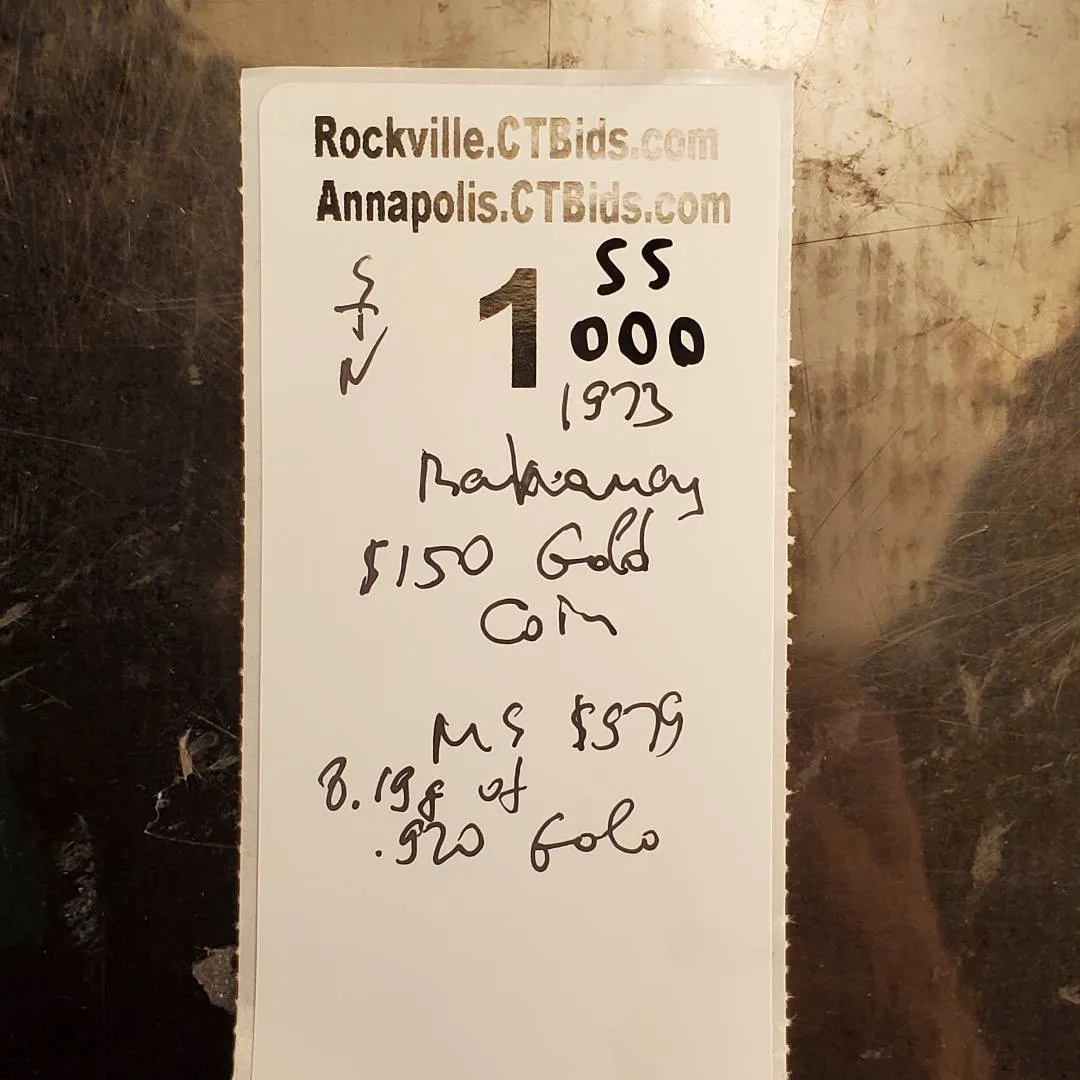 Rockville.CTBids.com
Annapolis.CTBids.com
SS
1 000
1973
$150 Gold
Coin
MS $979
8.19g of
.920 Gold